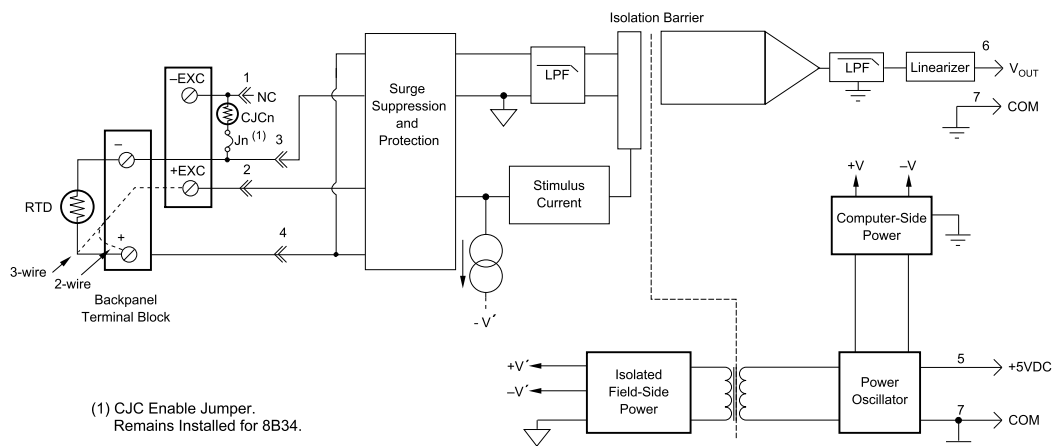 Isolation Barrier
–EXC
1
NC
CJCn
Jn (1)
3
–
+EXC
2
RTD
+
4
3-wire
2-wire
Backpanel
Terminal Block
Surge
Suppression
and
Protection
LPF
Stimulus
Current
- V´
LPF
Linearizer
6
VOUT
7
COM
+V
–V
Computer-Side
Power
+V´
–V´
Isolated
Field-Side
Power
Power
Oscillator
5
+5VDC
7
COM
(1) CJC Enable Jumper.
Remains Installed for 8B34.